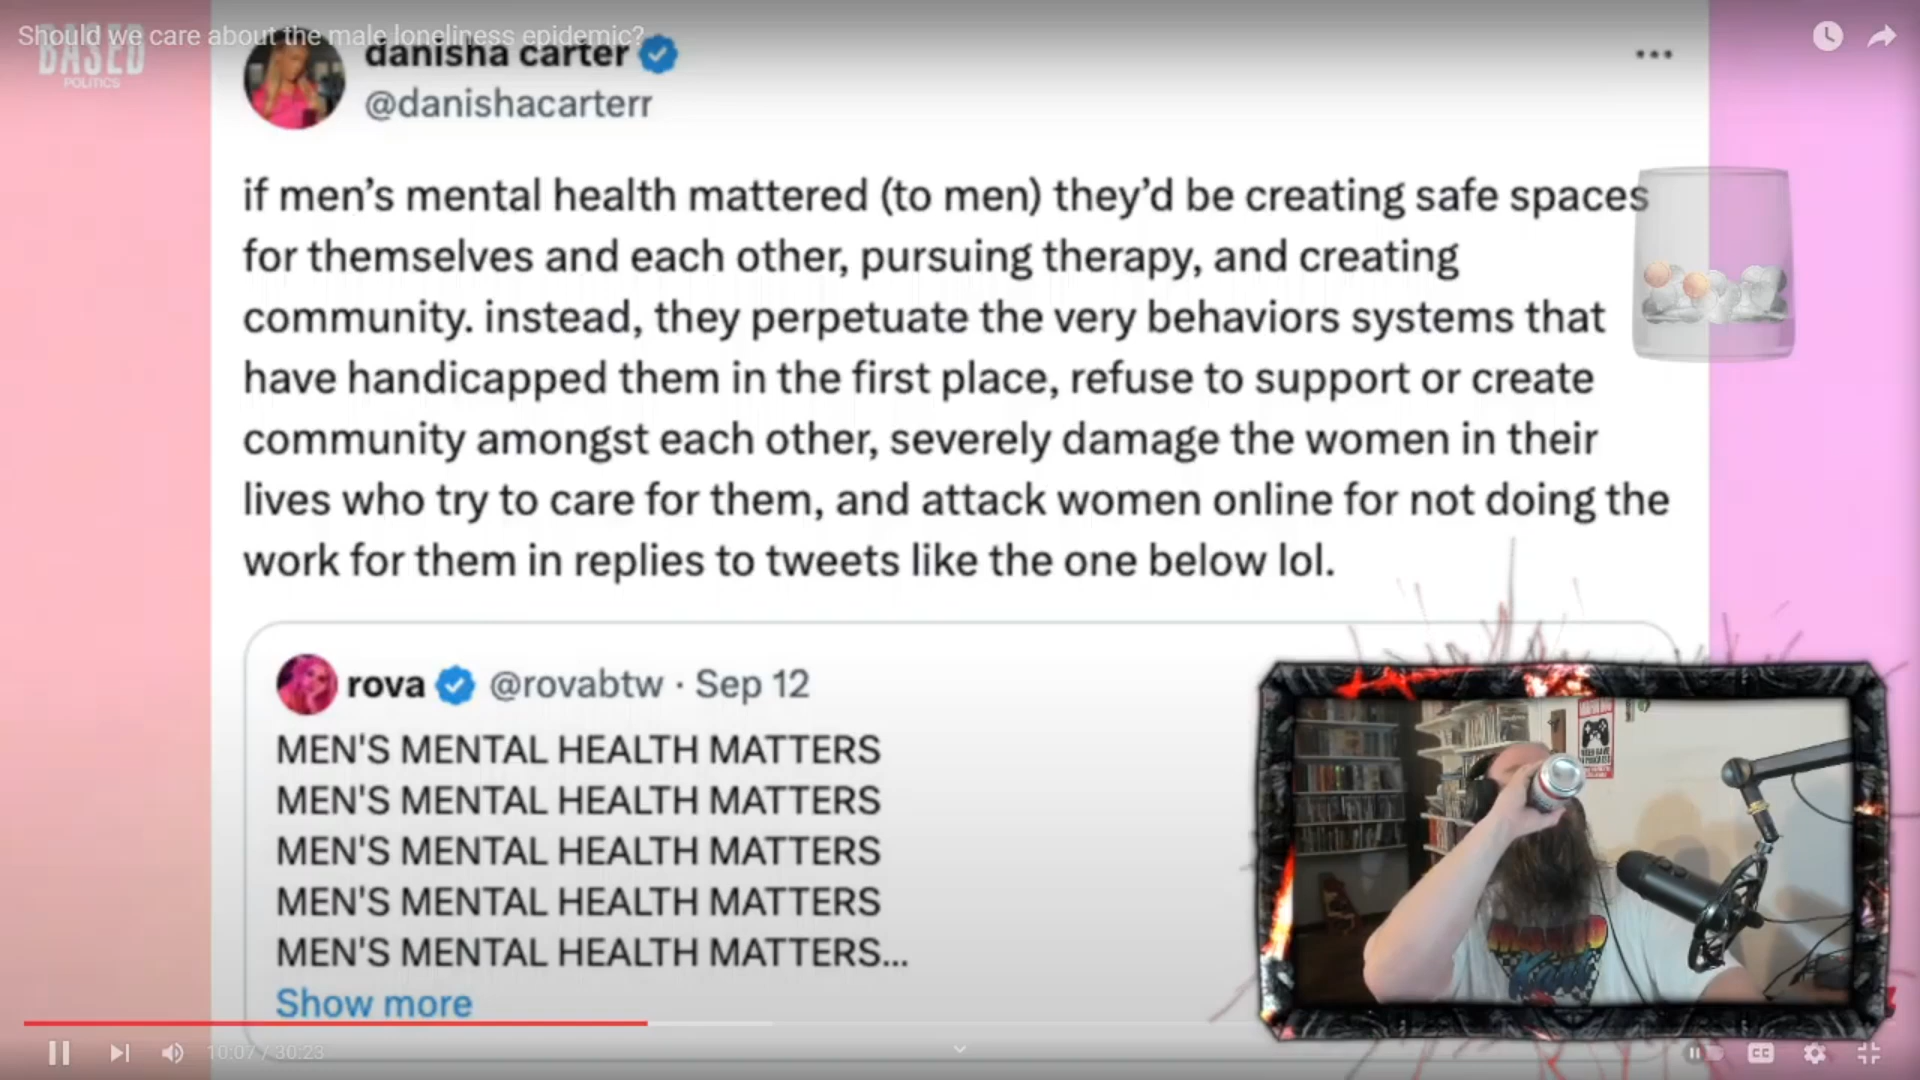 Should we care about the male loneliness epidemic?
BASED
POLITICS
danisha carter
@danishacarterr
if men’s mental health mattered (to men) they’d be creating safe spaces
for themselves and each other, pursuing therapy, and creating
community. instead, they perpetuate the very behaviors systems that
have handicapped them in the first place, refuse to support or create
community amongst each other, severely damage the women in their
lives who try to care for them, and attack women online for not doing the
work for them in replies to tweets like the one below lol.
rova @rovabtw · Sep 12
MEN'S MENTAL HEALTH MATTERS
MEN'S MENTAL HEALTH MATTERS
MEN'S MENTAL HEALTH MATTERS
MEN'S MENTAL HEALTH MATTERS
MEN'S MENTAL HEALTH MATTERS...
Show more
10:07 / 30:23
CC